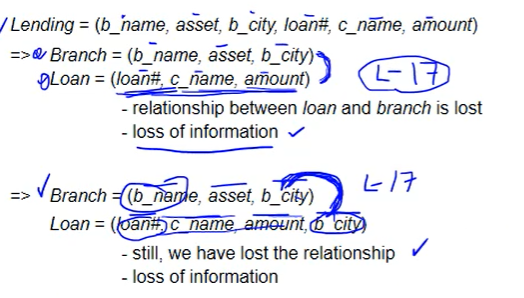 Lending = (b_name, asset, b_city, loan#, c_name, amount)
=> Branch = (b_name, asset, b_city)
Loan = (loan#, c_name, amount) L-17
- relationship between loan and branch is lost
- loss of information
=> Branch = (b_name, asset, b_city) L-17
Loan = (loan#, c_name, amount, b_city)
- still, we have lost the relationship
- loss of information